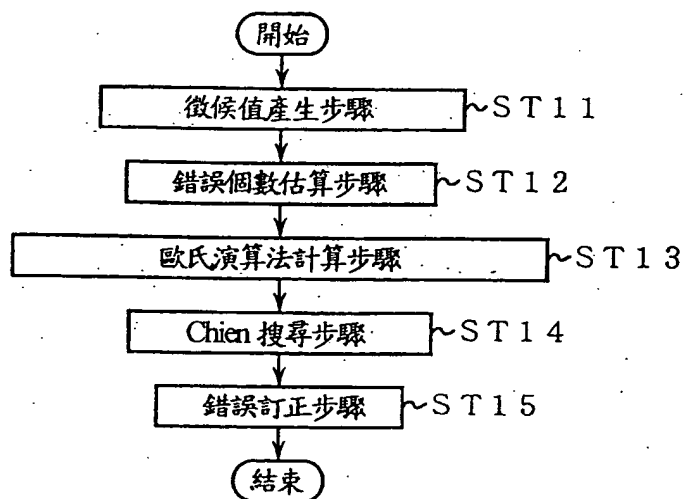 開始
徵候值產生步驟 ~ST11
錯誤個數估算步驟 ~ST12
歐氏演算法計算步驟 ~ST13
Chien 搜尋步驟 ~ST14
錯誤訂正步驟 ~ST15
結束